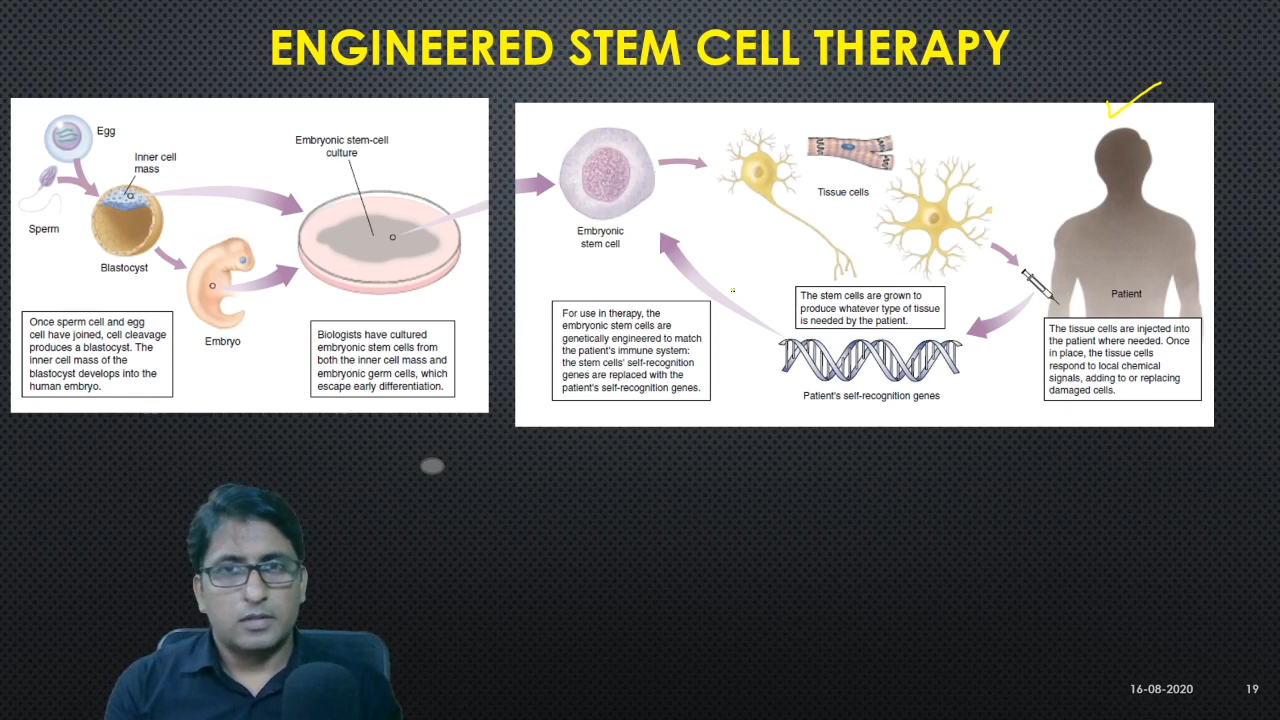 ENGINEERED STEM CELL THERAPY
Egg
Inner cell
mass
Sperm
Blastocyst
Embryo
Embryonic stem-cell
culture
Once sperm cell and egg
cell have joined, cell cleavage
produces a blastocyst. The
inner cell mass of the
blastocyst develops into the
human embryo.
Biologists have cultured
embryonic stem cells from
both the inner cell mass and
embryonic germ cells, which
escape early differentiation.
Embryonic
stem cell
Tissue cells
Patient
For use in therapy, the
embryonic stem cells are
genetically engineered to match
the patient's immune system:
the stem cells' self-recognition
genes are replaced with the
patient's self-recognition genes.
The stem cells are grown to
produce whatever type of tissue
is needed by the patient.
Patient's self-recognition genes
The tissue cells are injected into
the patient where needed. Once
in place, the tissue cells
respond to local chemical
signals, adding to or replacing
damaged cells.
16-08-2020
19